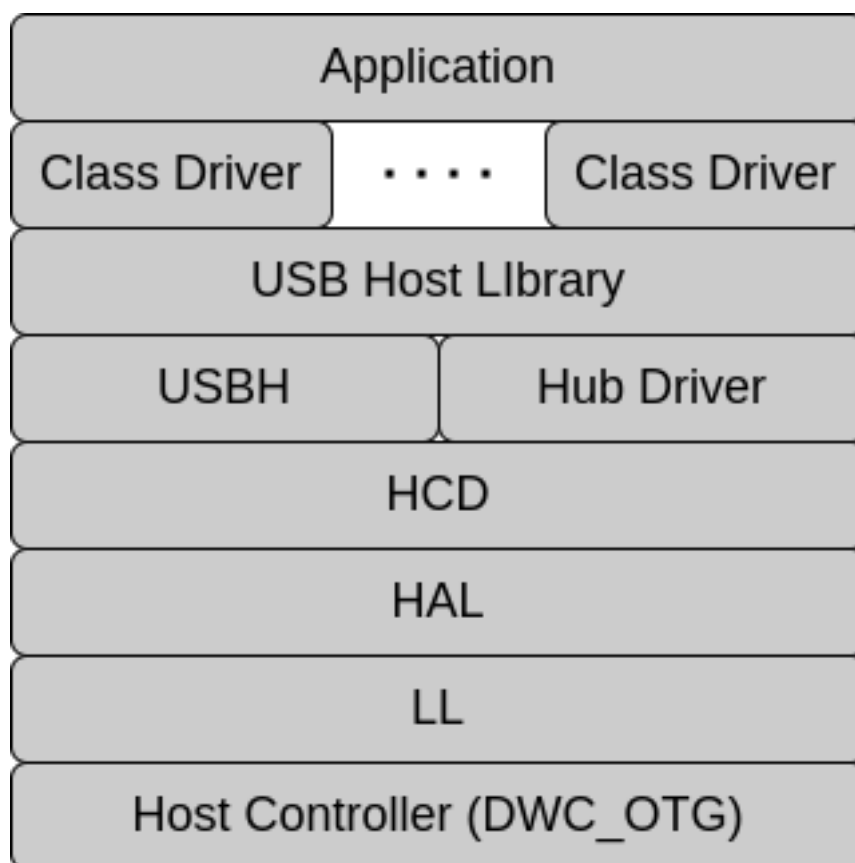 Application
Class Driver .... Class Driver
USB Host LIbrary
USBH Hub Driver
HCD
HAL
LL
Host Controller (DWC_OTG)